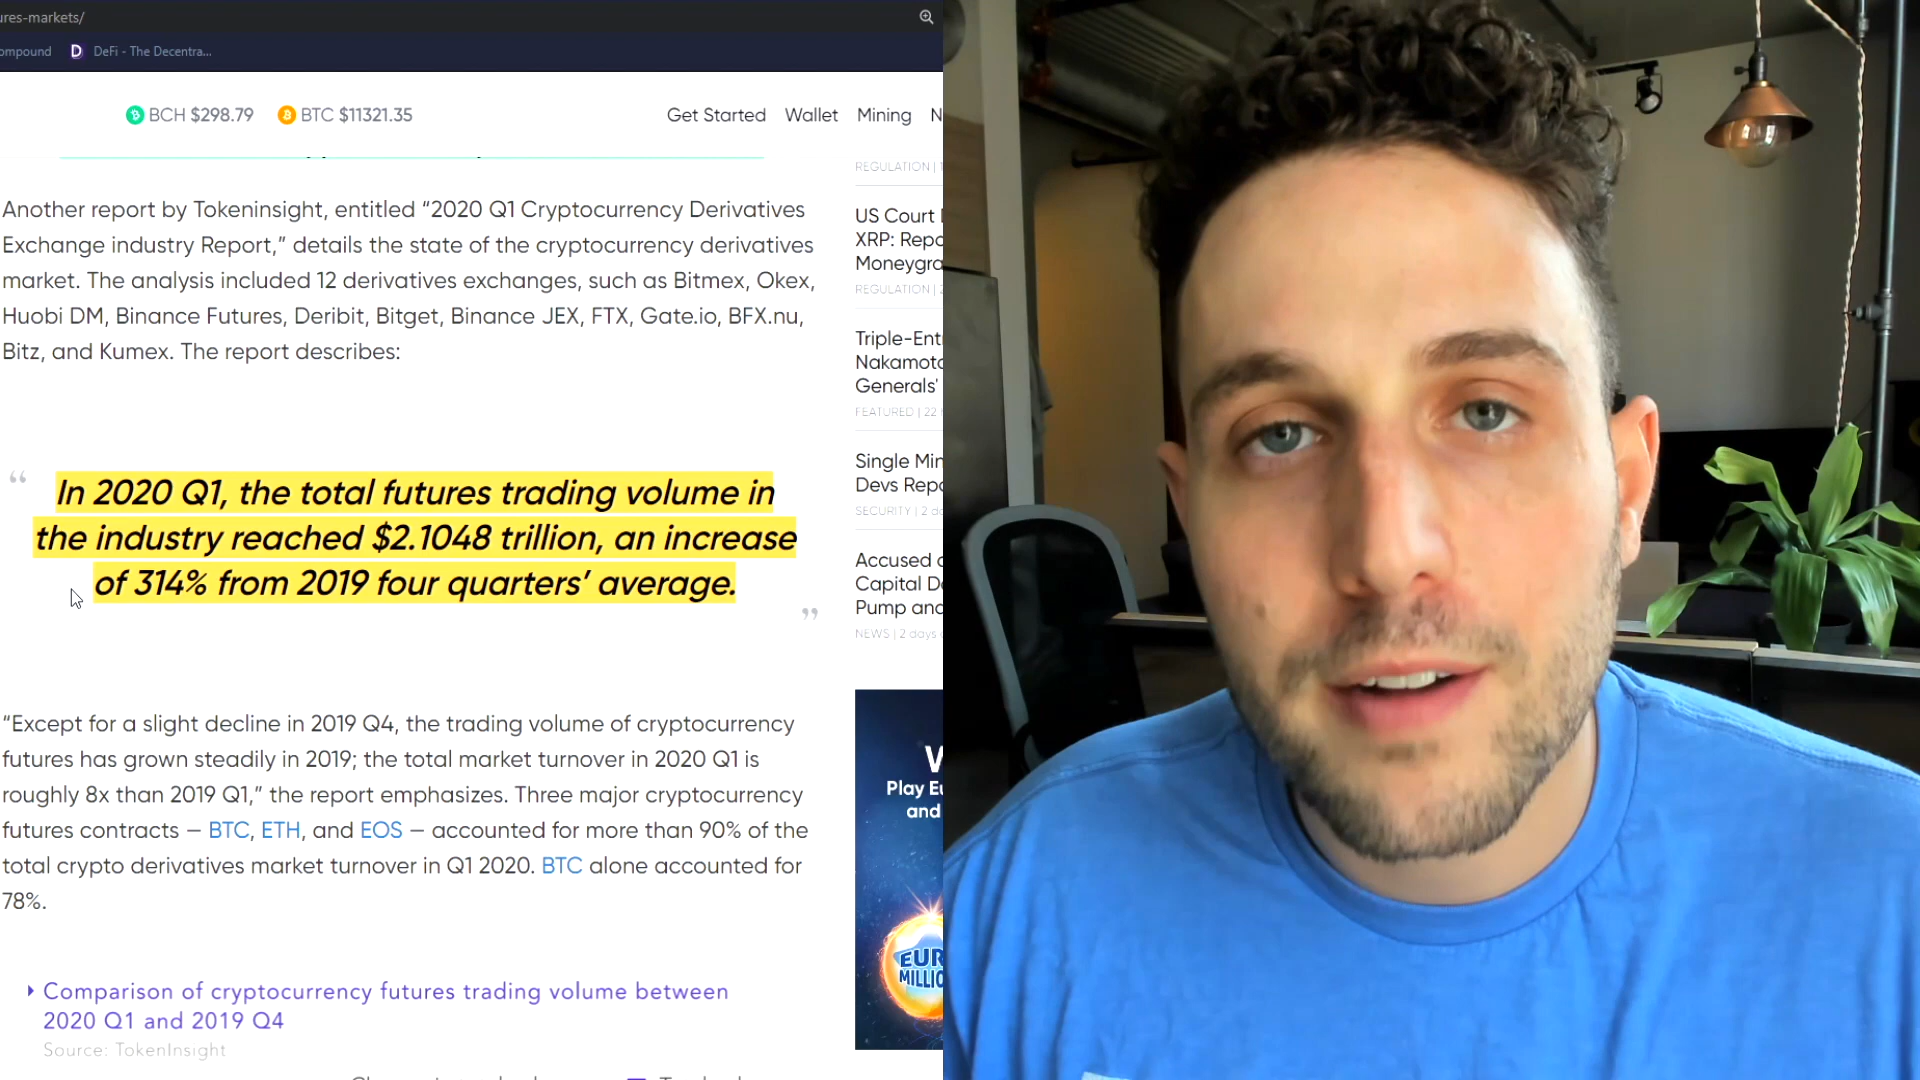 ures-markets/
ompound
D DeFi - The Decentra...
BCH $298.79 BTC $11321.35
Get Started Wallet Mining N
Another report by Tokeninsight, entitled “2020 Q1 Cryptocurrency Derivatives
Exchange industry Report,” details the state of the cryptocurrency derivatives
market. The analysis included 12 derivatives exchanges, such as Bitmex, Okex,
Huobi DM, Binance Futures, Deribit, Bitget, Binance JEX, FTX, Gate.io, BFX.nu,
Bitz, and Kumex. The report describes:
“ In 2020 Q1, the total futures trading volume in
the industry reached $2.1048 trillion, an increase
of 314% from 2019 four quarters’ average. ”
“Except for a slight decline in 2019 Q4, the trading volume of cryptocurrency
futures has grown steadily in 2019; the total market turnover in 2020 Q1 is
roughly 8x than 2019 Q1,” the report emphasizes. Three major cryptocurrency
futures contracts — BTC, ETH, and EOS — accounted for more than 90% of the
total crypto derivatives market turnover in Q1 2020. BTC alone accounted for
78%.
Comparison of cryptocurrency futures trading volume between
2020 Q1 and 2019 Q4
Source: TokenInsight
REGULATION |
US Court
XRP: Repo
Moneygra
REGULATION | 2
Triple-Ent
Nakamoto
Generals'
FEATURED | 22
Single Min
Devs Repo
SECURITY | 2 da
Accused
Capital D
Pump and
NEWS | 2 days
W
Play Eu
and
EUR
MILLIO